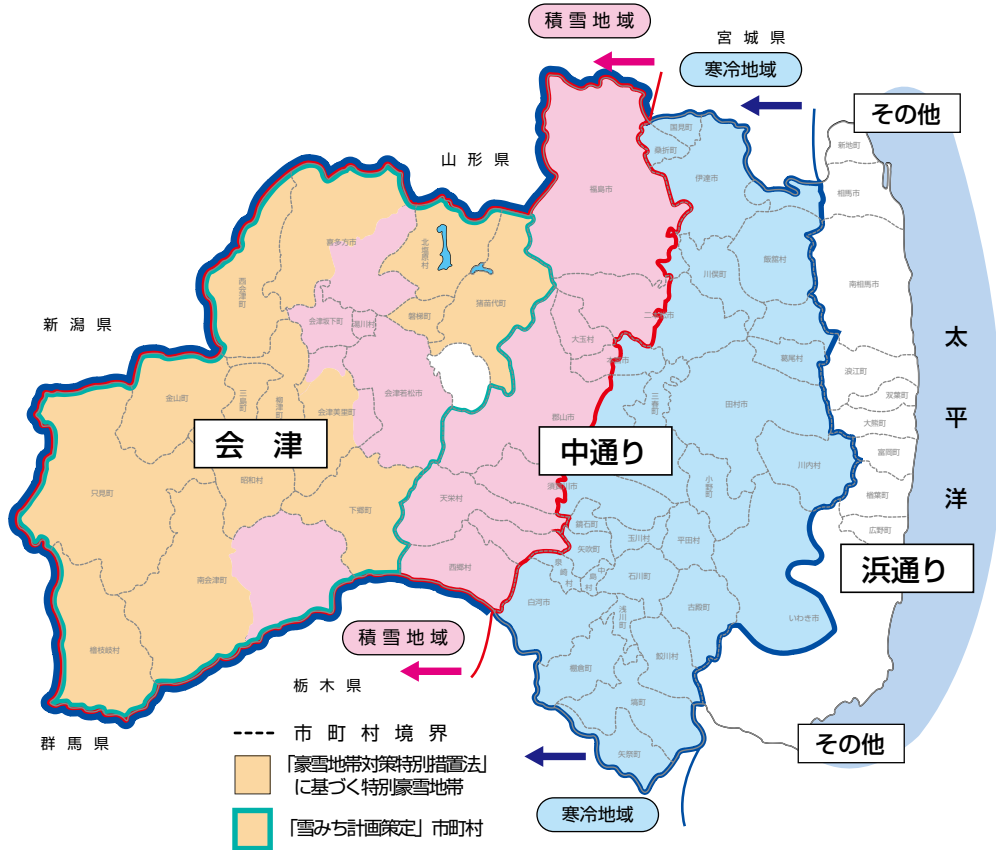 積雪地域
宮城県
寒冷地域
その他
国見町
桑折町
新地町
山形県
伊達市
福島市
相馬市
喜多方市
北塩原村
飯舘村
川俣町
西会津町
南相馬市
猪苗代町
磐梯町
二本松市
新潟県
会津坂下町
湯川村
大玉村
太平洋
本宮市
葛尾村
浪江町
会津若松市
金山町
三島町
柳津町
双葉町
三春町
田村市
会津美里町
郡山市
大熊町
会津
中通り
富岡町
川内村
昭和村
小野町
只見町
須賀川市
楢葉町
天栄村
下郷町
鏡石町
広野町
玉川村
平田村
矢吹町
浜通り
泉崎村
中島村
西郷村
石川町
南会津町
白河市
古殿町
浅川町
いわき市
積雪地域
檜枝岐村
棚倉町
鮫川村
栃木県
塙町
群馬県
市町村境界
その他
矢祭町
「豪雪地帯対策特別措置法」
に基づく特別豪雪地帯
寒冷地域
「雪みち計画策定」市町村